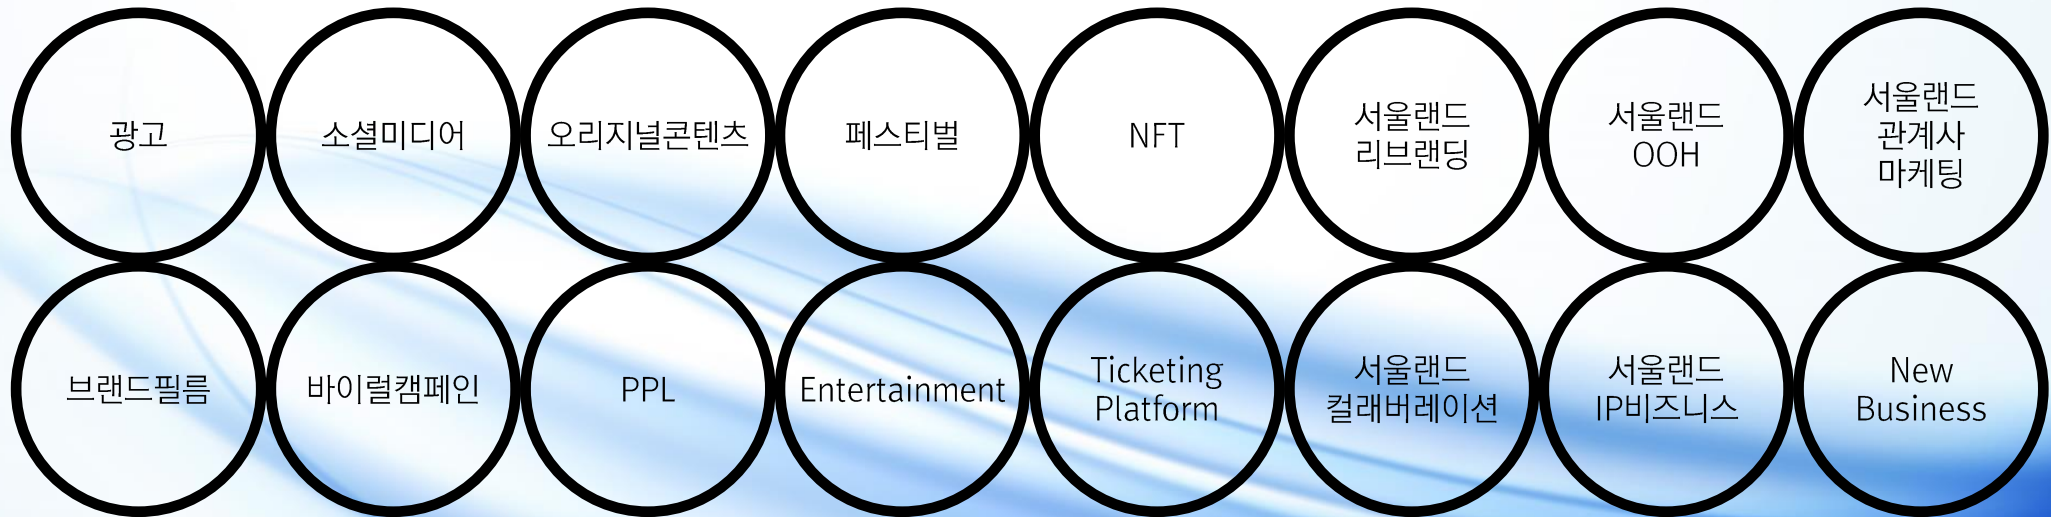 광고
소셜미디어
오리지널콘텐츠
페스티벌
NFT
서울랜드
리브랜딩
서울랜드
OOH
서울랜드
관계사
마케팅
브랜드필름
바이럴캠페인
PPL
Entertainment
Ticketing
Platform
서울랜드
컬래버레이션
서울랜드
IP비즈니스
New
Business